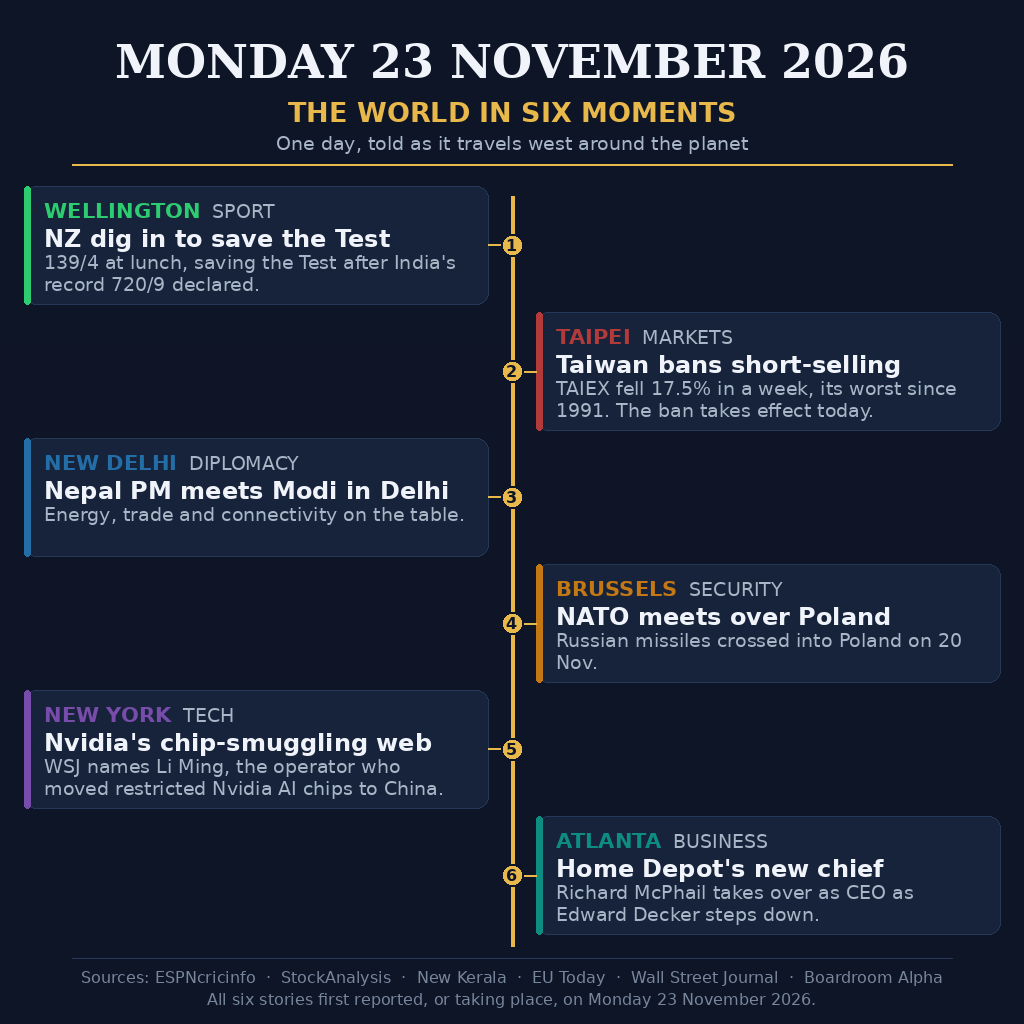 MONDAY 23 NOVEMBER 2026
THE WORLD IN SIX MOMENTS
One day, told as it travels west around the planet
WELLINGTON SPORT
NZ dig in to save the Test
139/4 at lunch, saving the Test after India's
record 720/9 declared.
1
TAIPEI MARKETS
Taiwan bans short-selling
TAIEX fell 17.5% in a week, its worst since
1991. The ban takes effect today.
2
NEW DELHI DIPLOMACY
Nepal PM meets Modi in Delhi
Energy, trade and connectivity on the table.
3
BRUSSELS SECURITY
NATO meets over Poland
Russian missiles crossed into Poland on 20
Nov.
4
NEW YORK TECH
Nvidia's chip-smuggling web
WSJ names Li Ming, the operator who
moved restricted Nvidia AI chips to China.
5
ATLANTA BUSINESS
Home Depot's new chief
Richard McPhail takes over as CEO as
Edward Decker steps down.
6
Sources: ESPNcricinfo · StockAnalysis · New Kerala · EU Today · Wall Street Journal · Boardroom Alpha
All six stories first reported, or taking place, on Monday 23 November 2026.